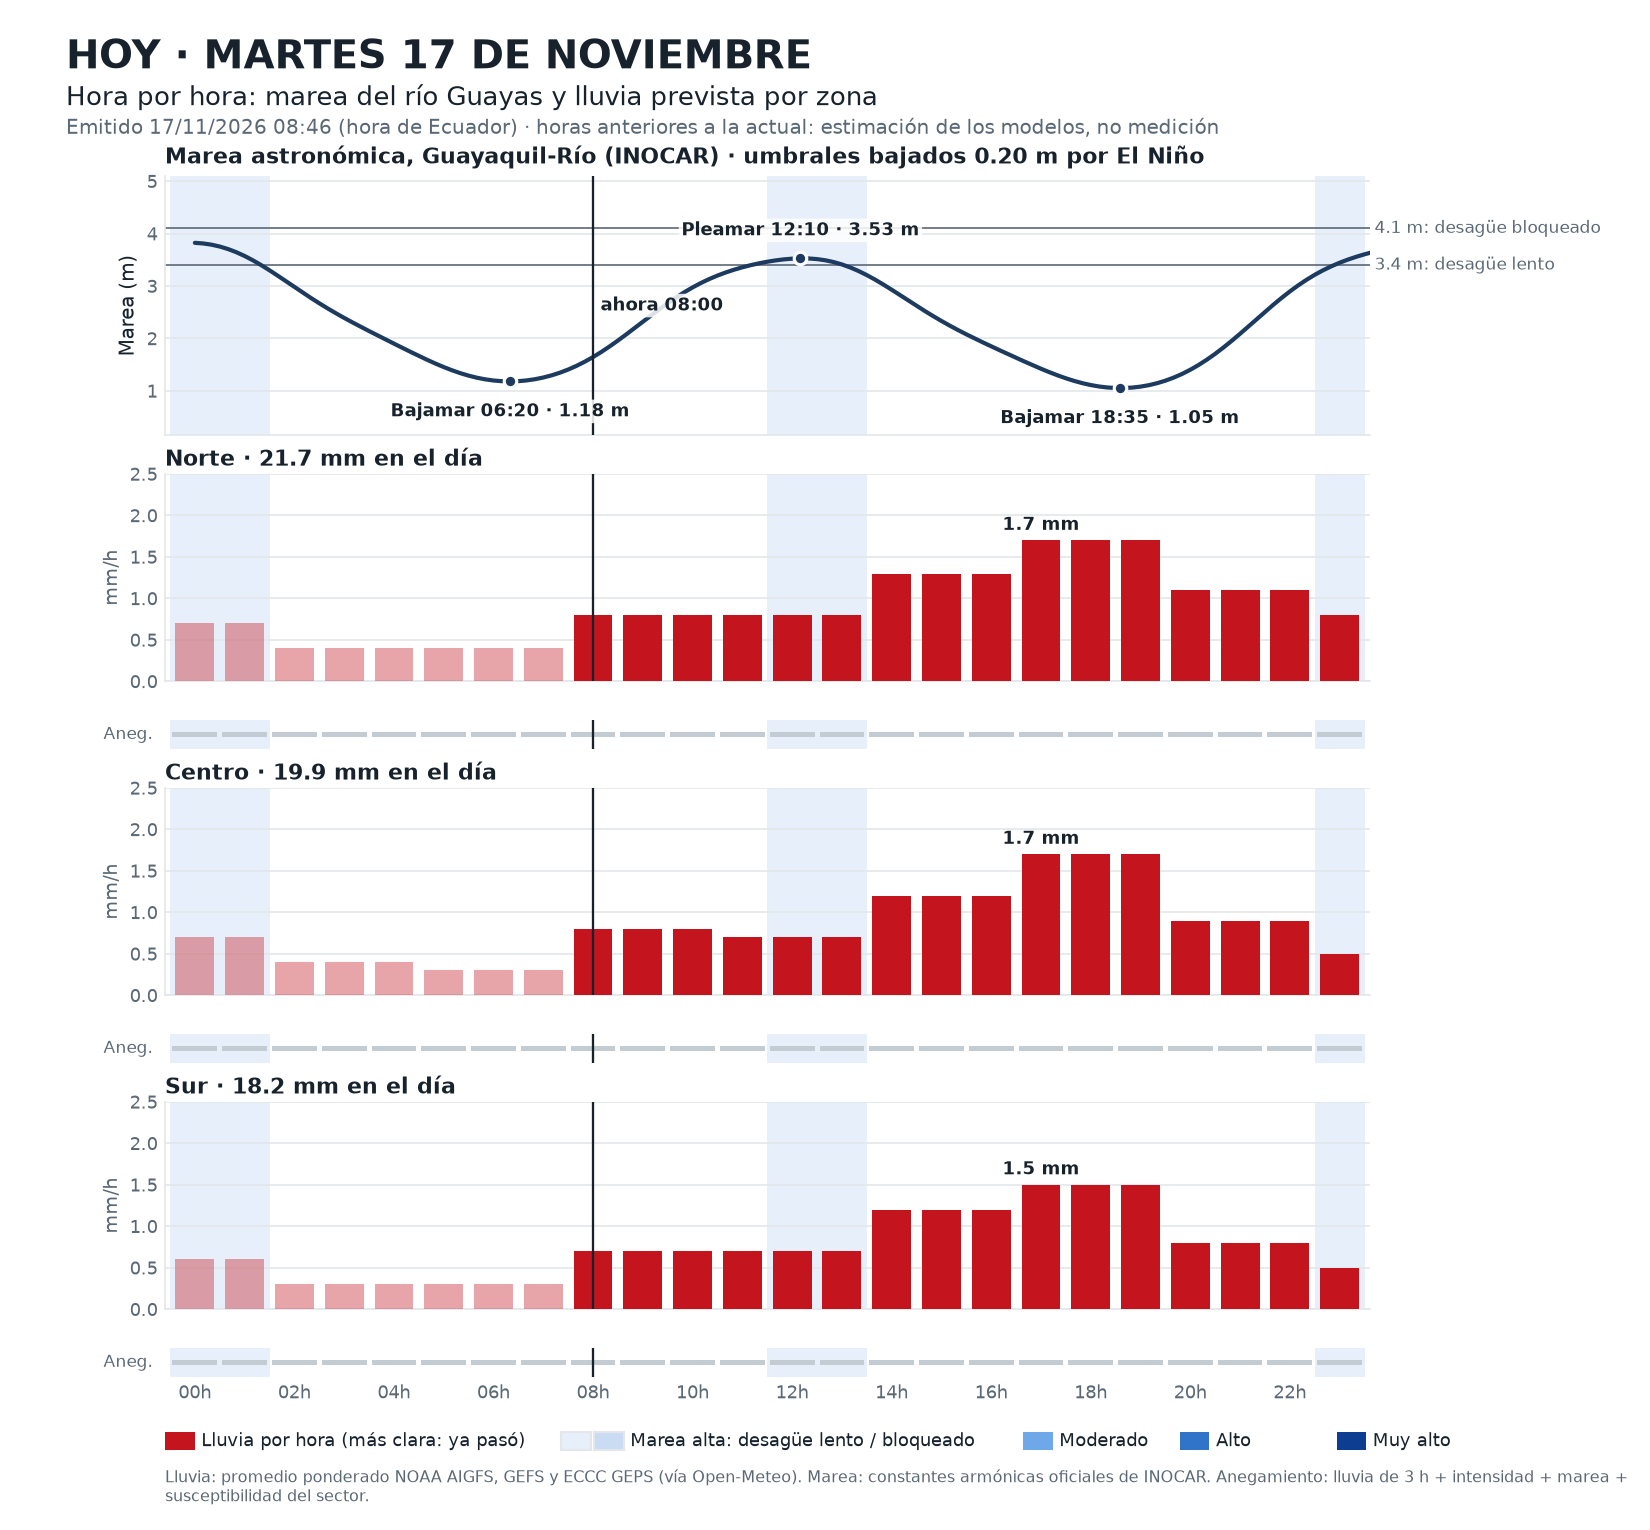 HOY · MARTES 17 DE NOVIEMBRE
Hora por hora: marea del río Guayas y lluvia prevista por zona
Emitido 17/11/2026 08:46 (hora de Ecuador) · horas anteriores a la actual: estimación de los modelos, no medición
Marea astronómica, Guayaquil-Río (INOCAR) · umbrales bajados 0.20 m por El Niño
Marea (m)
5
4
3
2
1
Pleamar 12:10 · 3.53 m
4.1 m: desagüe bloqueado
3.4 m: desagüe lento
ahora 08:00
Bajamar 06:20 · 1.18 m
Bajamar 18:35 · 1.05 m
Norte · 21.7 mm en el día
mm/h
2.5
2.0
1.5
1.0
0.5
0.0
1.7 mm
Aneg.
Centro · 19.9 mm en el día
mm/h
2.5
2.0
1.5
1.0
0.5
0.0
1.7 mm
Aneg.
Sur · 18.2 mm en el día
mm/h
2.5
2.0
1.5
1.0
0.5
0.0
1.5 mm
Aneg.
00h 02h 04h 06h 08h 10h 12h 14h 16h 18h 20h 22h
Lluvia por hora (más clara: ya pasó) Marea alta: desagüe lento / bloqueado Moderado Alto Muy alto
Lluvia: promedio ponderado NOAA AIGFS, GEFS y ECCC GEPS (vía Open-Meteo). Marea: constantes armónicas oficiales de INOCAR. Anegamiento: lluvia de 3 h + intensidad + marea +
susceptibilidad del sector.